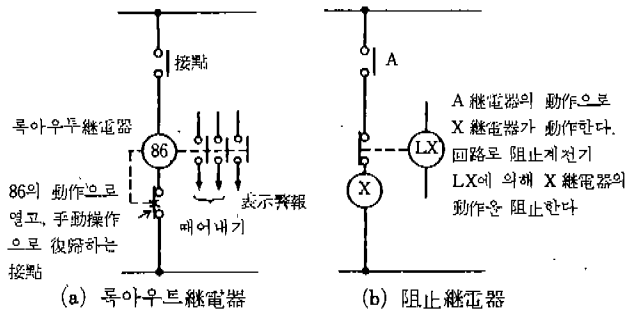 接點
록아우트繼電器
86
86의 動作으로
열고, 手動操作
으로 復歸하는
接點
표示警報
떼어내기
(a) 록아우트繼電器
A
LX
X
A 繼電器의 動作으로
X 繼電器가 動作한다.
回路로 阻止계전기
LX에 의해 X 繼電器의
動作을 阻止한다
(b) 阻止繼電器